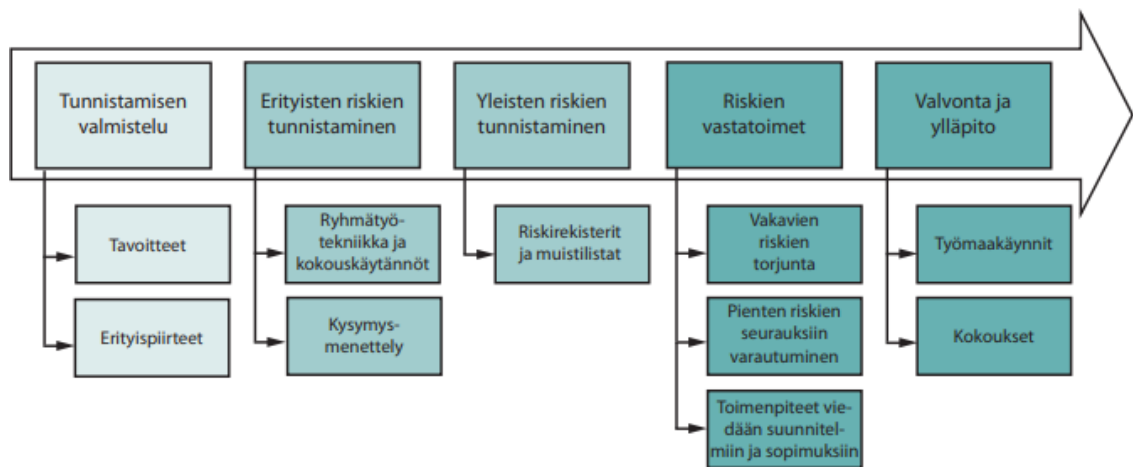 Tunnistamisen
valmistelu
Erityisten riskien
tunnistaminen
Yleisten riskien
tunnistaminen
Riskien
vastatoimet
Valvonta ja
ylläpito
Tavoitteet
Erityispiirteet
Ryhmätyö-
tekniikka ja
kokouskäytännöt
Kysymys-
menettely
Riskirekisterit
ja muistilistat
Vakavien
riskien
torjunta
Pienten riskien
seurauksiin
varautuminen
Toimenpiteet vie-
dään suunnitel-
miin ja sopimuksiin
Työmaakäynnit
Kokoukset